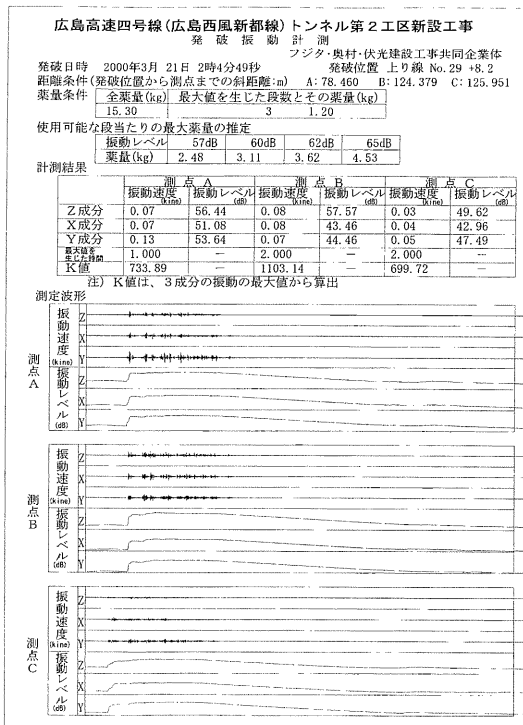 広島高速四号線(広島西風新都線)トンネル第2工区新設工事
発破振動計測
フジタ・奥村・伏光建設工事共同企業体
発破日時 2000年3月 21日 2時4分49秒 発破位置 上り線 No.29 +8.2
距離条件(発破位置から測点までの斜距離:m) A:78.460 B:124.379 C:125.951
薬量条件 全薬量(kg) 最大値を生じた段数とその薬量(kg)
15.30 3 1.20
使用可能な段当たりの最大薬量の推定
振動レベル 57dB 60dB 62dB 65dB
薬量(kg) 2.48 3.11 3.62 4.53
計測結果
測点A 測点B 測点C
振動速度(kine) 振動レベル(dB) 振動速度(kine) 振動レベル(dB) 振動速度(kine) 振動レベル(dB)
Z成分 0.07 56.44 0.08 57.57 0.03 49.62
X成分 0.07 51.08 0.08 43.46 0.04 42.96
Y成分 0.13 53.64 0.07 44.46 0.05 47.49
最大値を生じた時間 1.000 — 2.000 — 2.000 —
K値 733.89 — 1103.14 — 699.72 —
注) K値は、3成分の振動の最大値から算出
測定波形
測点A
振動速度(kine) Z X Y
振動レベル(dB) Z X Y
測点B
振動速度(kine) Z X Y
振動レベル(dB) Z X Y
測点C
振動速度(kine) Z X Y
振動レベル(dB) Z X Y